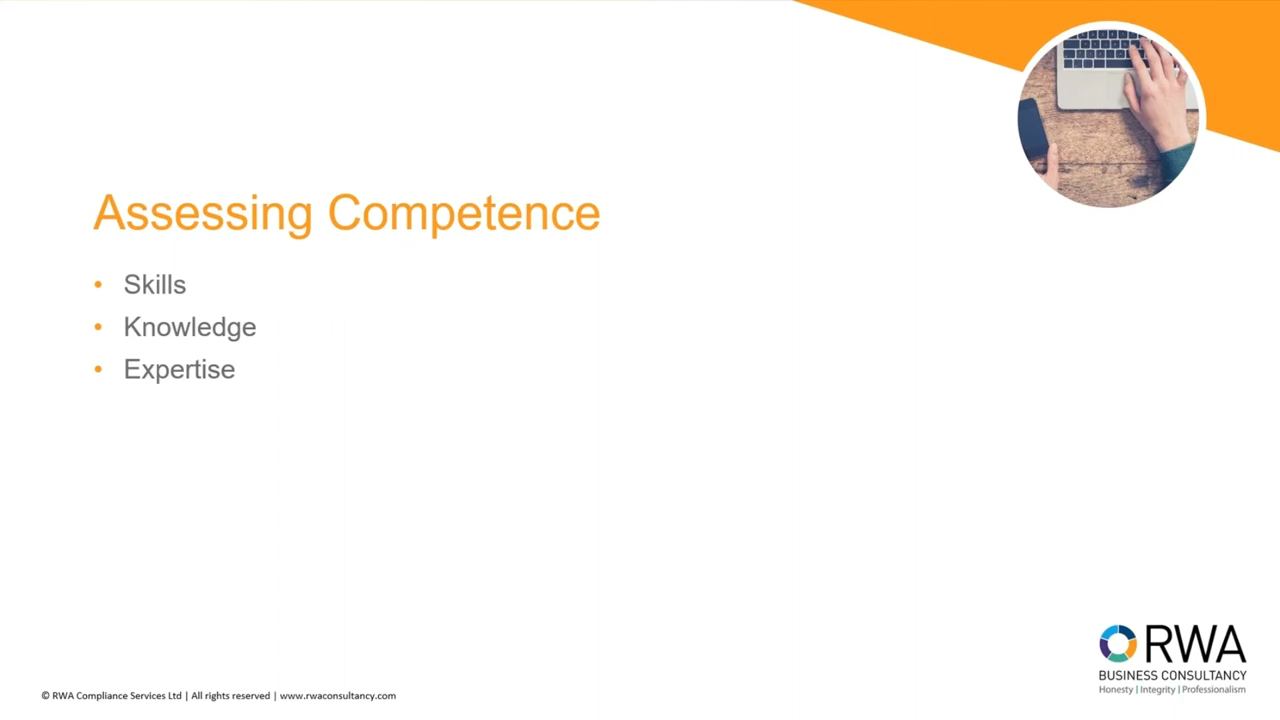 Assessing Competence
• Skills
• Knowledge
• Expertise
RWA
BUSINESS CONSULTANCY
Honesty | Integrity | Professionalism
© RWA Compliance Services Ltd | All rights reserved | www.rwaconsultancy.com